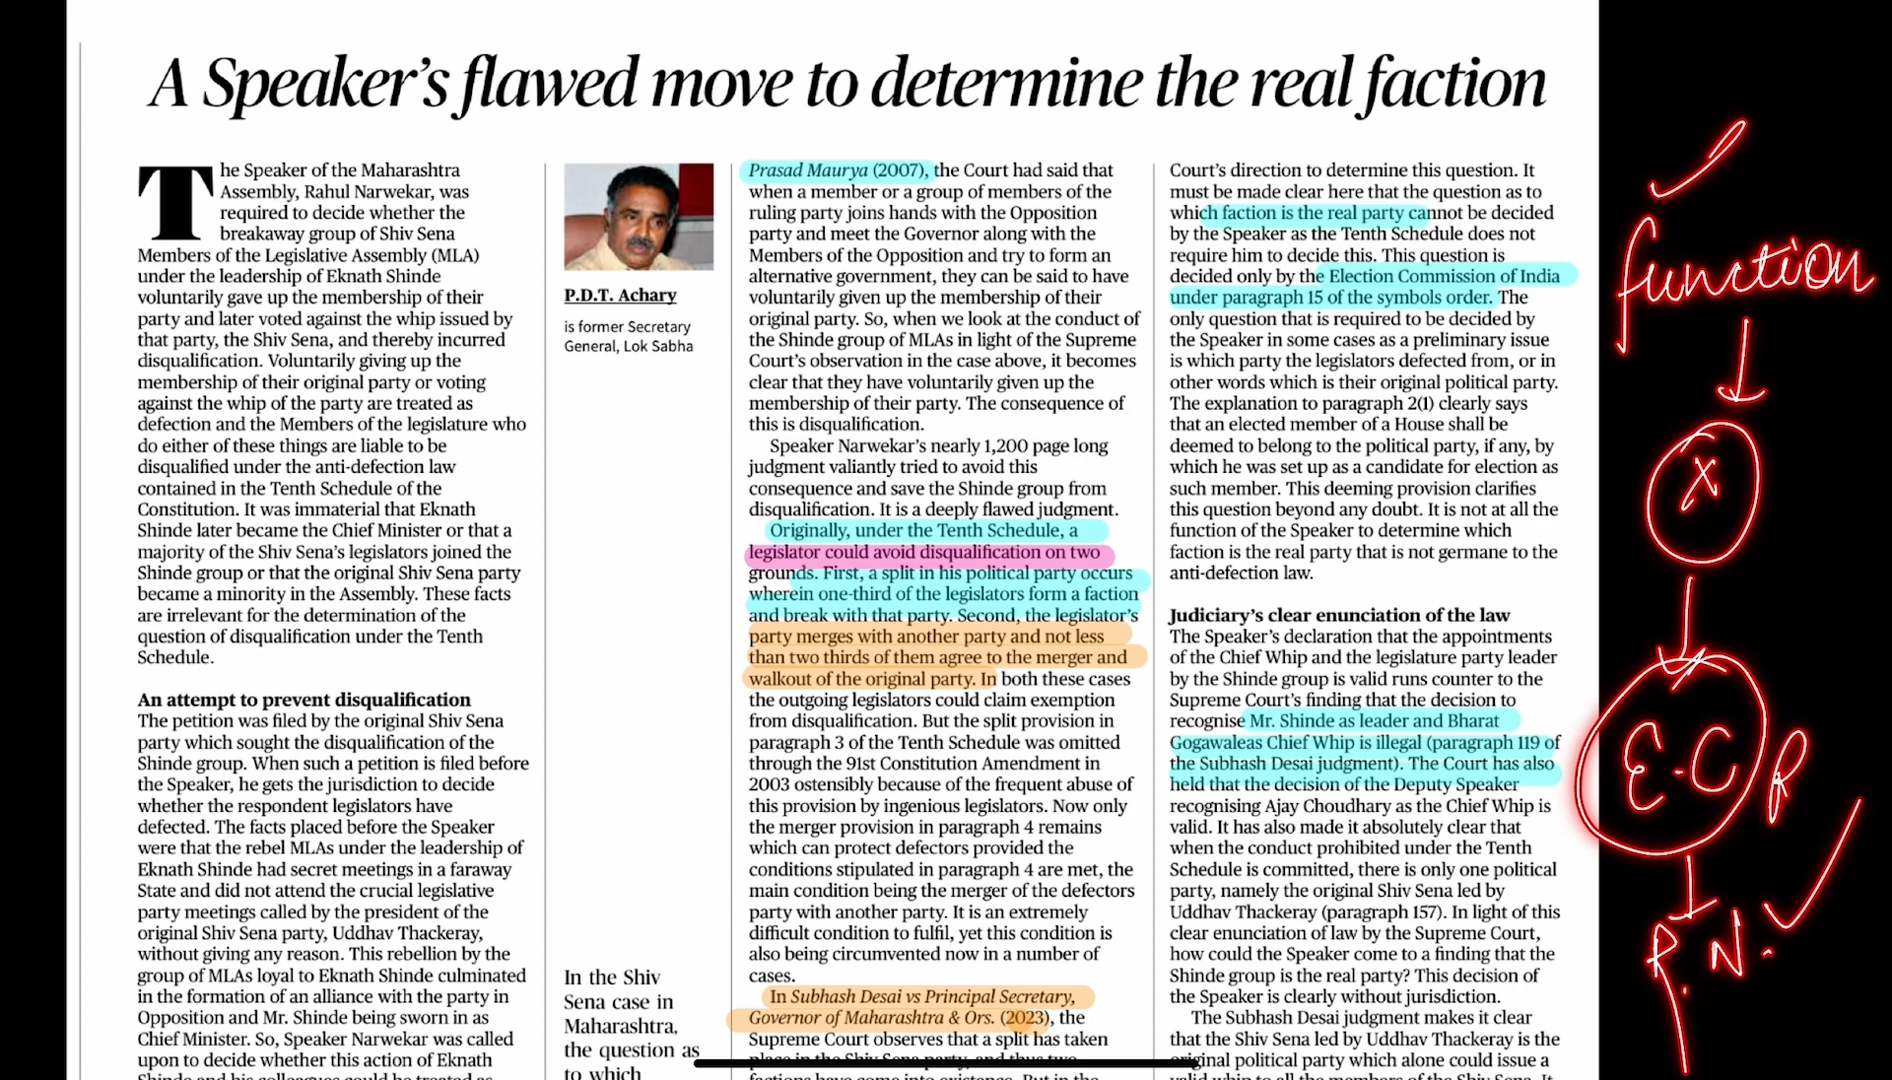 A Speaker's flawed move to determine the real faction
The Speaker of the Maharashtra
Assembly, Rahul Narwekar, was
required to decide whether the
breakaway group of Shiv Sena
Members of the Legislative Assembly (MLA)
under the leadership of Eknath Shinde
voluntarily gave up the membership of their
party and later voted against the whip issued by
that party, the Shiv Sena, and thereby incurred
disqualification. Voluntarily giving up the
membership of their original party or voting
against the whip of the party are treated as
defection and the Members of the legislature who
do either of these things are liable to be
disqualified under the anti-defection law
contained in the Tenth Schedule of the
Constitution. It was immaterial that Eknath
Shinde later became the Chief Minister or that a
majority of the Shiv Sena's legislators joined the
Shinde group or that the original Shiv Sena party
became a minority in the Assembly. These facts
are irrelevant for the determination of the
question of disqualification under the Tenth
Schedule.
An attempt to prevent disqualification
The petition was filed by the original Shiv Sena
party which sought the disqualification of the
Shinde group. When such a petition is filed before
the Speaker, he gets the jurisdiction to decide
whether the respondent legislators have
defected. The facts placed before the Speaker
were that the rebel MLAs under the leadership of
Eknath Shinde had secret meetings in a faraway
State and did not attend the crucial legislative
party meetings called by the president of the
original Shiv Sena party, Uddhav Thackeray,
without giving any reason. This rebellion by the
group of MLAs loyal to Eknath Shinde culminated
in the formation of an alliance with the party in
Opposition and Mr. Shinde being sworn in as
Chief Minister. So, Speaker Narwekar was called
upon to decide whether this action of Eknath
Shinde and his colleagues could be treated as
P.D.T. Achary
is former Secretary
General, Lok Sabha
In the Shiv
Sena case in
Maharashtra,
the question as
to which
Prasad Maurya (2007), the Court had said that
when a member or a group of members of the
ruling party joins hands with the Opposition
party and meet the Governor along with the
Members of the Opposition and try to form an
alternative government, they can be said to have
voluntarily given up the membership of their
original party. So, when we look at the conduct of
the Shinde group of MLAs in light of the Supreme
Court's observation in the case above, it becomes
clear that they have voluntarily given up the
membership of their party. The consequence of
this is disqualification.
Speaker Narwekar's nearly 1,200 page long
judgment valiantly tried to avoid this
consequence and save the Shinde group from
disqualification. It is a deeply flawed judgment.
Originally, under the Tenth Schedule, a
legislator could avoid disqualification on two
grounds. First, a split in his political party occurs
wherein one-third of the legislators form a faction
and break with that party. Second, the legislator's
party merges with another party and not less
than two thirds of them agree to the merger and
walkout of the original party. In both these cases
the outgoing legislators could claim exemption
from disqualification. But the split provision in
paragraph 3 of the Tenth Schedule was omitted
through the 91st Constitution Amendment in
2003 ostensibly because of the frequent abuse of
this provision by ingenious legislators. Now only
the merger provision in paragraph 4 remains
which can protect defectors provided the
conditions stipulated in paragraph 4 are met, the
main condition being the merger of the defectors
party with another party. It is an extremely
difficult condition to fulfil, yet this condition is
also being circumvented now in a number of
cases.
In Subhash Desai vs Principal Secretary,
Governor of Maharashtra & Ors. (2023), the
Supreme Court observes that a split has taken
place in the Shiv Sena party, and thus two
factions have come into existence. But in the
Court's direction to determine this question. It
must be made clear here that the question as to
which faction is the real party cannot be decided
by the Speaker as the Tenth Schedule does not
require him to decide this. This question is
decided only by the Election Commission of India
under paragraph 15 of the symbols order. The
only question that is required to be decided by
the Speaker in some cases as a preliminary issue
is which party the legislators defected from, or in
other words which is their original political party.
The explanation to paragraph 2(1) clearly says
that an elected member of a House shall be
deemed to belong to the political party, if any, by
which he was set up as a candidate for election as
such member. This deeming provision clarifies
this question beyond any doubt. It is not at all the
function of the Speaker to determine which
faction is the real party that is not germane to the
anti-defection law.
Judiciary's clear enunciation of the law
The Speaker's declaration that the appointments
of the Chief Whip and the legislature party leader
by the Shinde group is valid runs counter to the
Supreme Court's finding that the decision to
recognise Mr. Shinde as leader and Bharat
Gogawaleas Chief Whip is illegal (paragraph 119 of
the Subhash Desai judgment). The Court has also
held that the decision of the Deputy Speaker
recognising Ajay Choudhary as the Chief Whip is
valid. It has also made it absolutely clear that
when the conduct prohibited under the Tenth
Schedule is committed, there is only one political
party, namely the original Shiv Sena led by
Uddhav Thackeray (paragraph 157). In light of this
clear enunciation of law by the Supreme Court,
how could the Speaker come to a finding that the
Shinde group is the real party? This decision of
the Speaker is clearly without jurisdiction.
The Subhash Desai judgment makes it clear
that the Shiv Sena led by Uddhav Thackeray is the
original political party which alone could issue a
valid whip to all the members of the Shiv Sena. It
function
X
E.C
R.N.